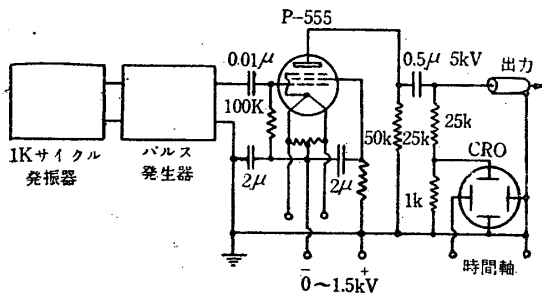 P-555
0.01μ
0.5μ 5kV
出力
100K
50k
25k
25k
CRO
1Kサイクル
発振器
パルス
発生器
2μ
2μ
1k
時間軸
− +
0～1.5kV